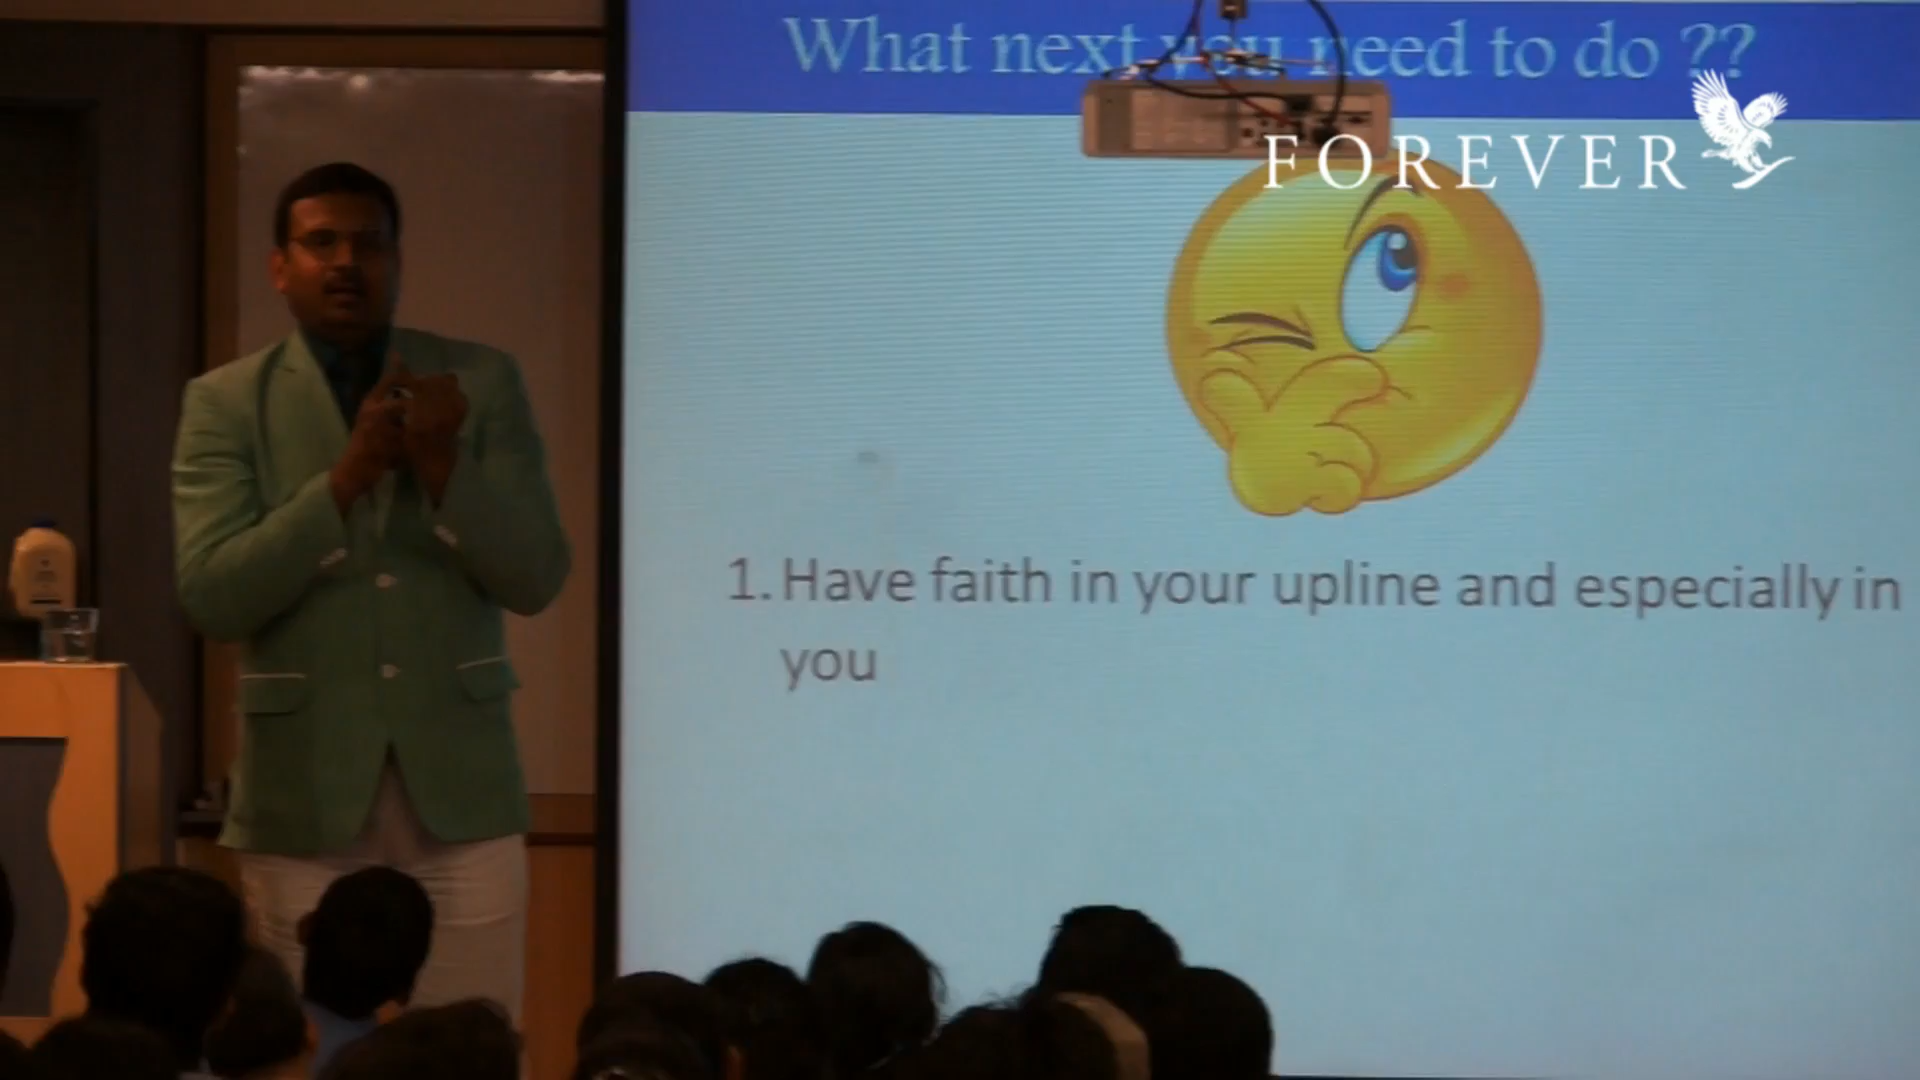 What next you need to do ??
FOREVER
1. Have faith in your upline and especially in
you